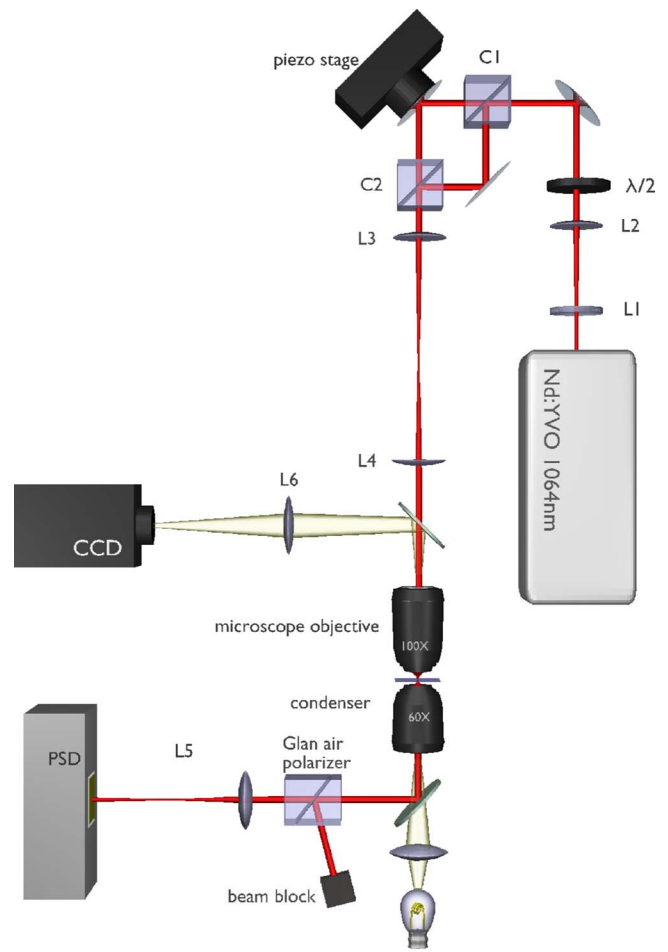 C1
piezo stage
C2
λ/2
L3
L2
L1
Nd:YVO 1064nm
L4
L6
CCD
microscope objective
100X
condenser
60X
Glan air
polarizer
L5
PSD
beam block